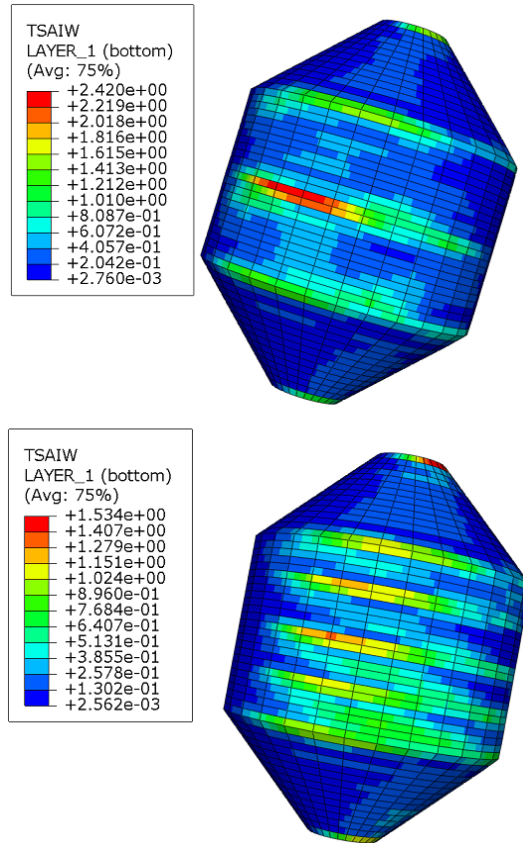 TSAIW
LAYER_1 (bottom)
(Avg: 75%)
+2.420e+00
+2.219e+00
+2.018e+00
+1.816e+00
+1.615e+00
+1.413e+00
+1.212e+00
+1.010e+00
+8.087e-01
+6.072e-01
+4.057e-01
+2.042e-01
+2.760e-03
TSAIW
LAYER_1 (bottom)
(Avg: 75%)
+1.534e+00
+1.407e+00
+1.279e+00
+1.151e+00
+1.024e+00
+8.960e-01
+7.684e-01
+6.407e-01
+5.131e-01
+3.855e-01
+2.578e-01
+1.302e-01
+2.562e-03